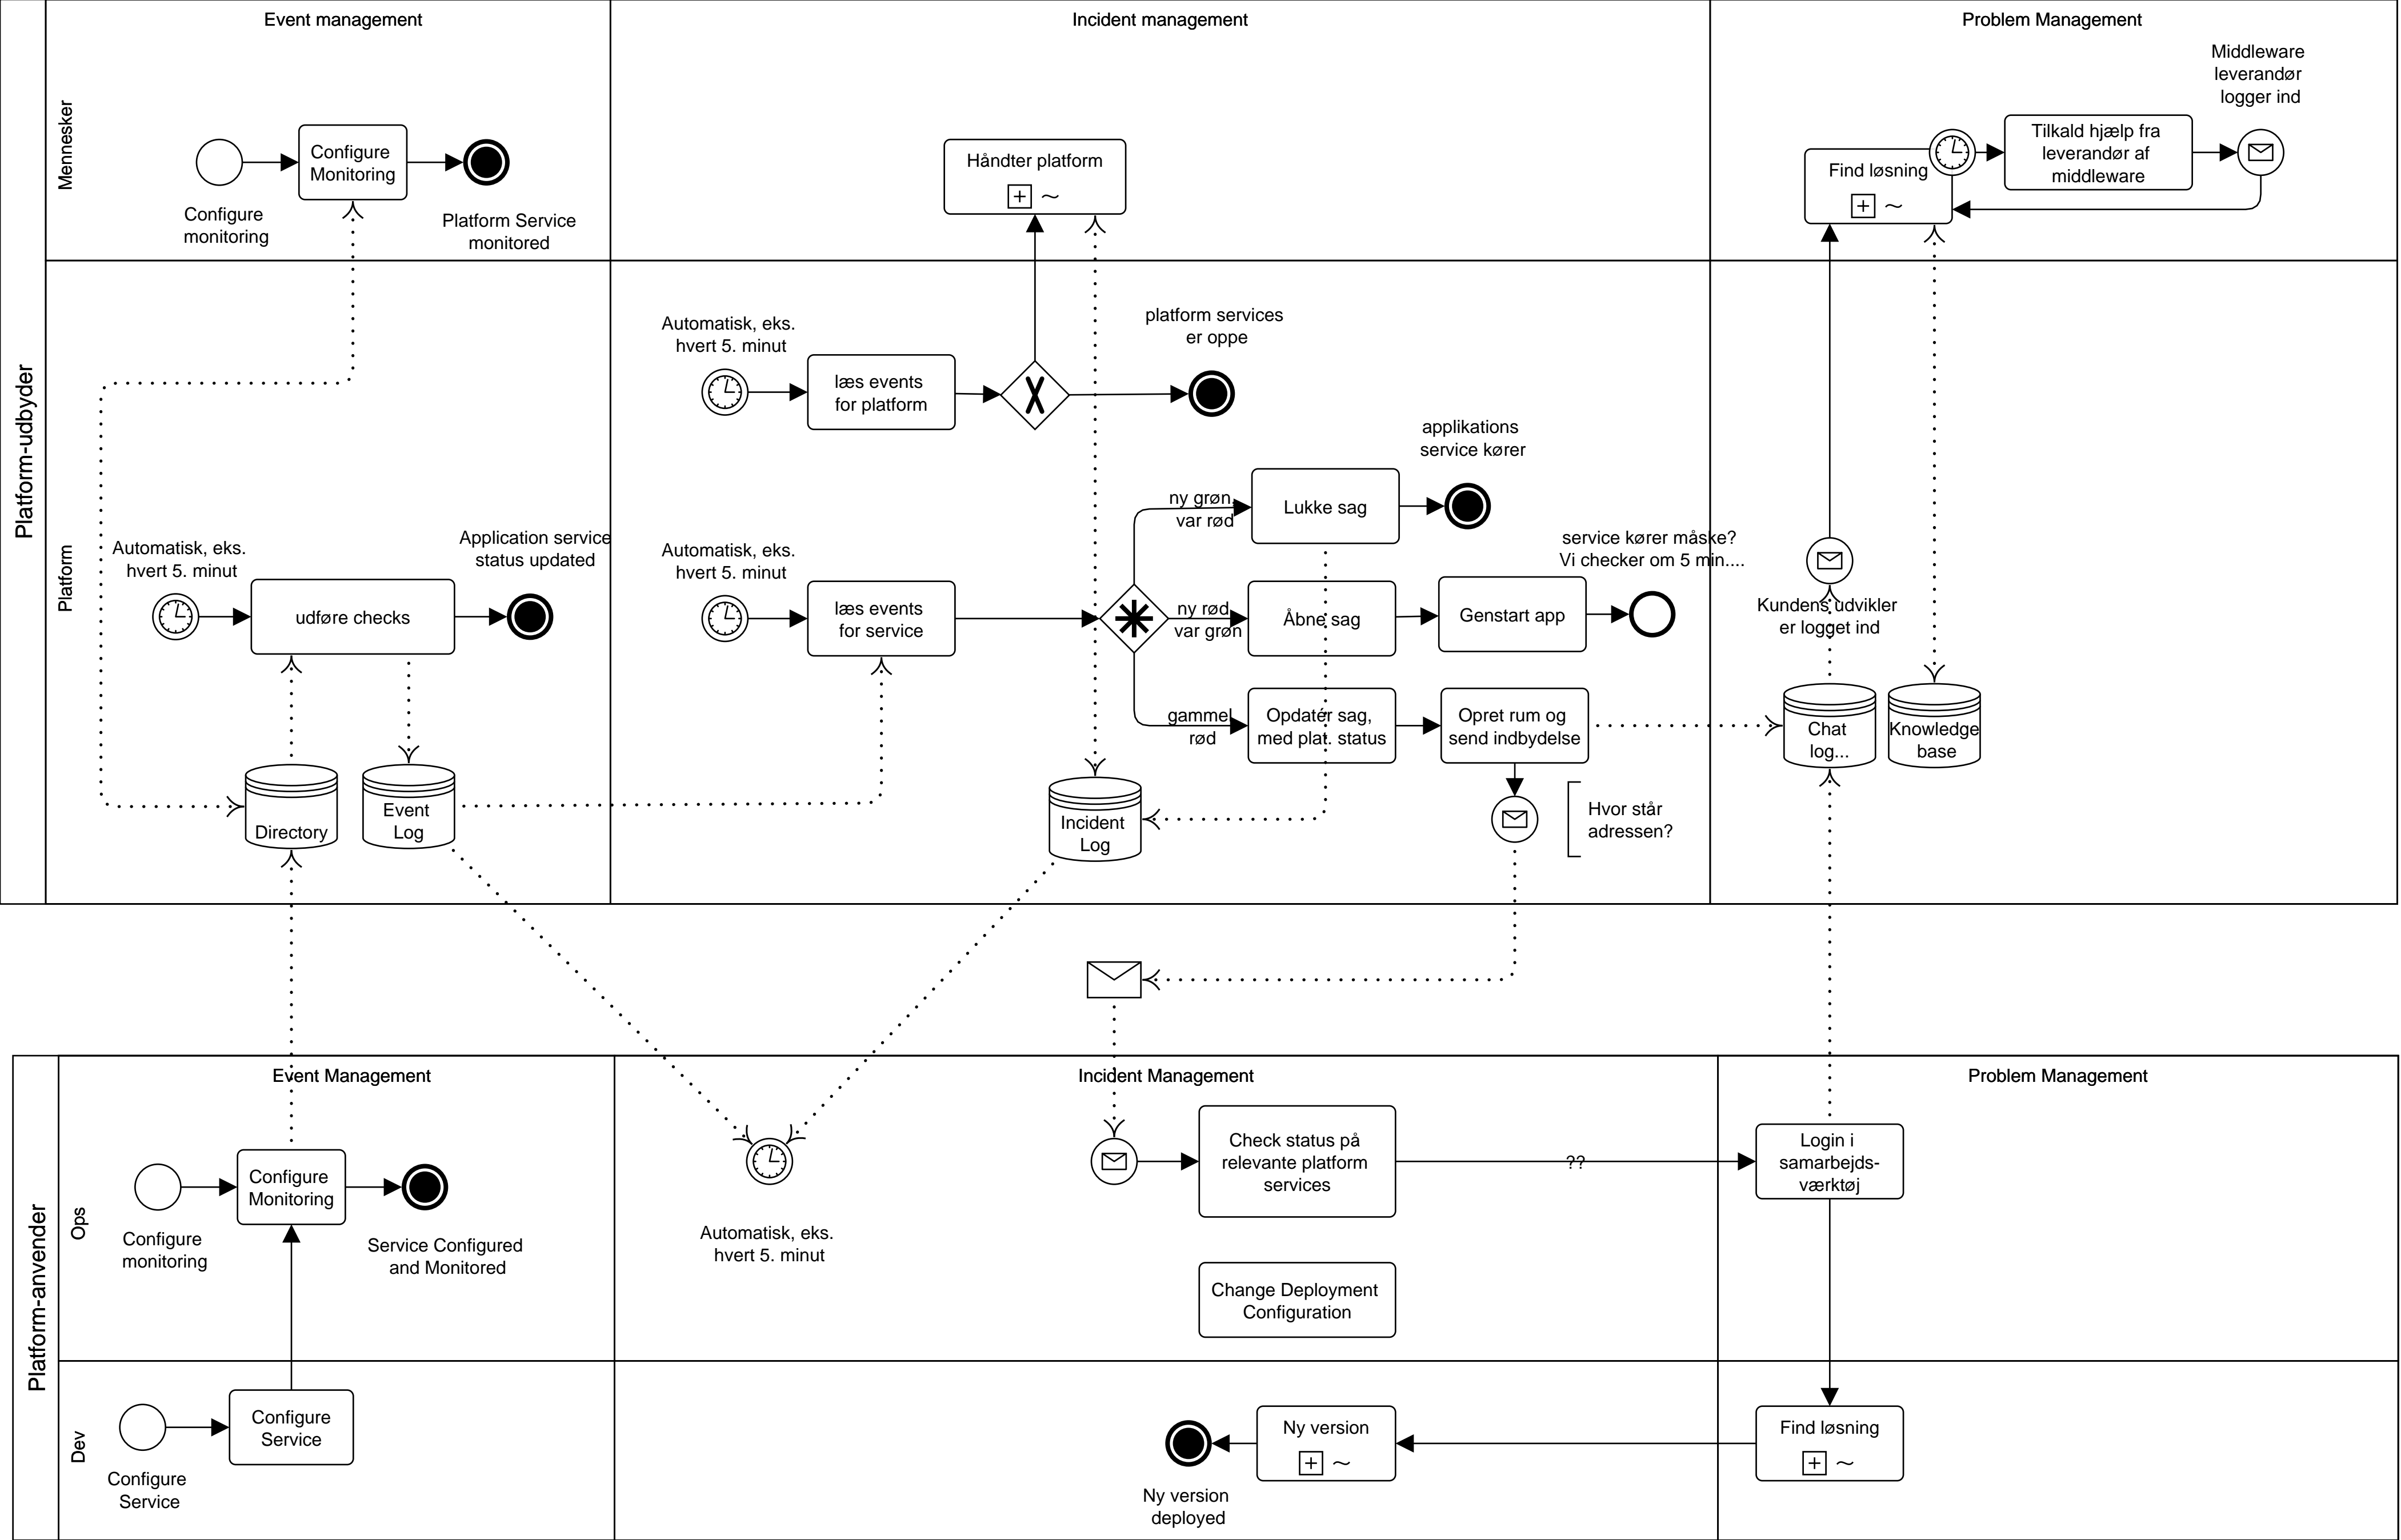 Event management
Incident management
Problem Management
Platform-udbyder
Mennesker
Configure
Monitoring
Configure
monitoring
Platform Service
monitored
Håndter platform
Middleware
leverandør
logger ind
Find løsning
Tilkald hjælp fra
leverandør af
middleware
Platform
Automatisk, eks.
hvert 5. minut
læs events
for platform
platform services
er oppe
applikations
service kører
ny grøn,
var rød
Lukke sag
Automatisk, eks.
hvert 5. minut
Application service
status updated
udføre checks
Automatisk, eks.
hvert 5. minut
læs events
for service
ny rød
var grøn
Åbne sag
Genstart app
service kører måske?
Vi checker om 5 min....
Kundens udvikler
er logget ind
gammel
rød
Opdatér sag,
med plat. status
Opret rum og
send indbydelse
Chat
log...
Knowledge
base
Directory
Event
Log
Incident
Log
Hvor står
adressen?
Event Management
Incident Management
Problem Management
Platform-anvender
Ops
Configure
Monitoring
Configure
monitoring
Service Configured
and Monitored
Automatisk, eks.
hvert 5. minut
Check status på
relevante platform
services
??
Login i
samarbejds-
værktøj
Change Deployment
Configuration
Dev
Configure
Service
Configure
Service
Ny version
Ny version
deployed
Find løsning